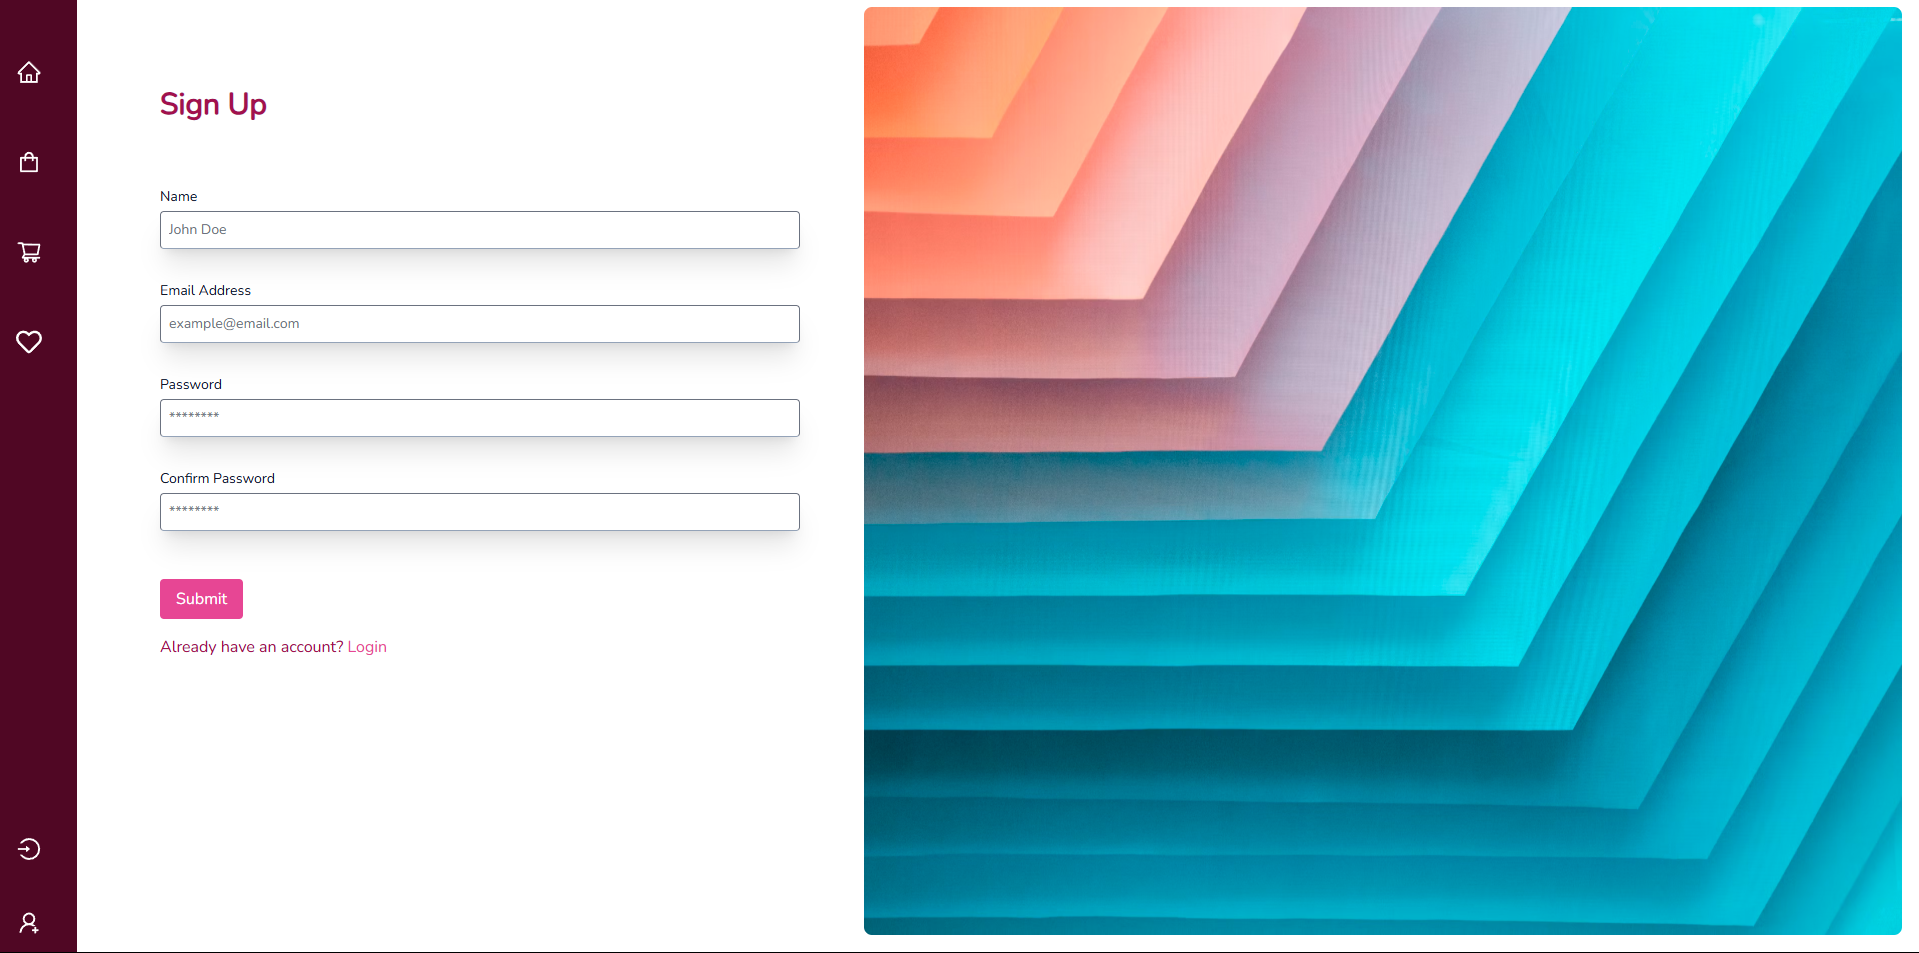 Sign Up
Name
John Doe
Email Address
example@email.com
Password
********
Confirm Password
********
Submit
Already have an account? Login